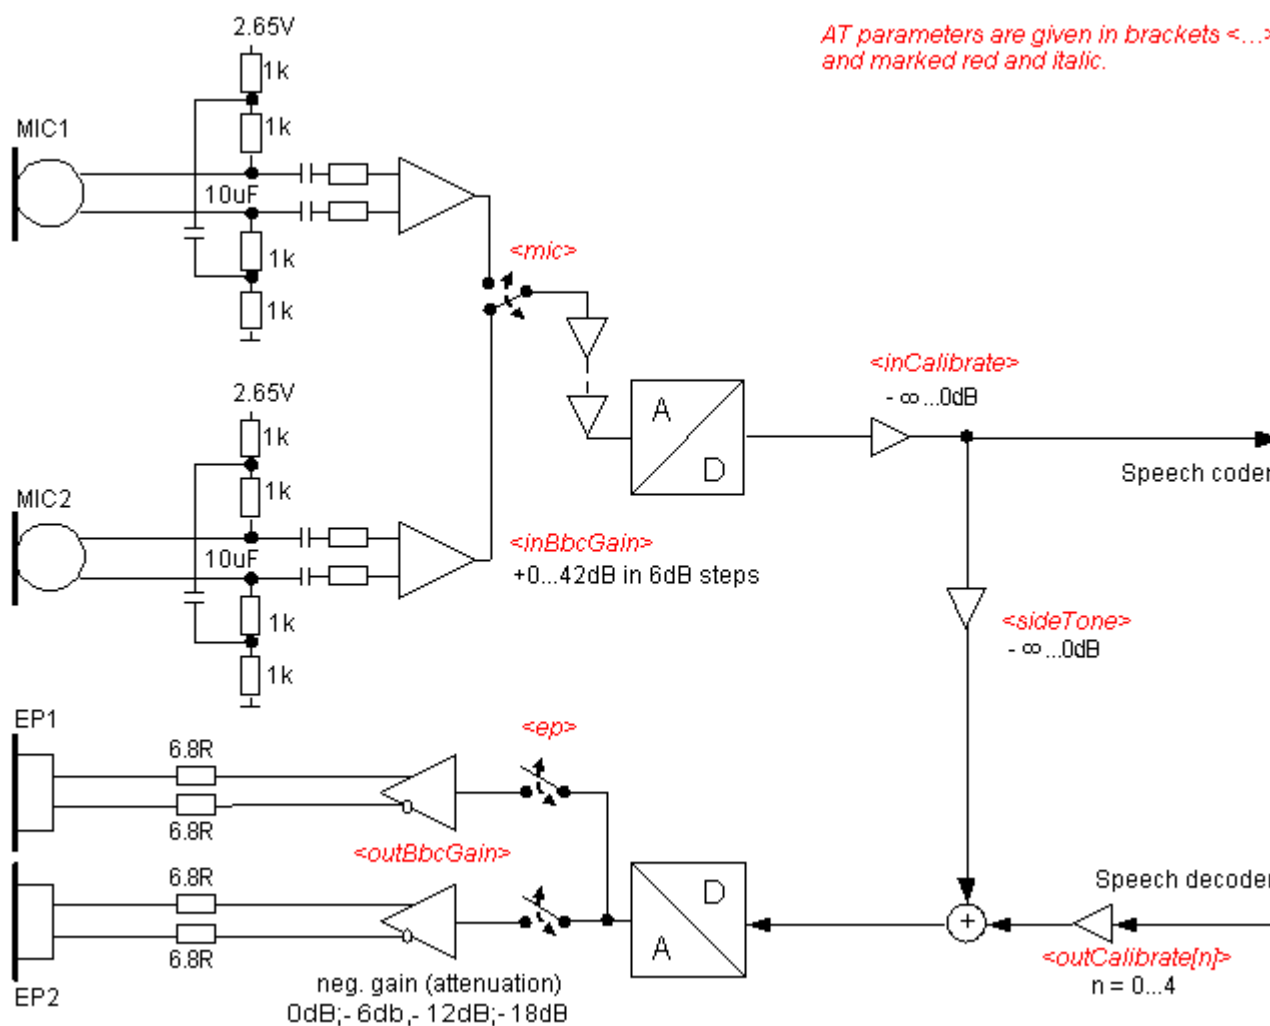 2.65V
AT parameters are given in brackets <...>
and marked red and italic.
1k
MIC1
1k
10uF
<mic>
1k
1k
<inCalibrate>
- ∞...0dB
2.65V
1k
Speech coder
MIC2
1k
<inBbcGain>
10uF
+0...42dB in 6dB steps
1k
<sideTone>
- ∞...0dB
1k
EP1
<ep>
6.8R
6.8R
<outBbcGain>
6.8R
Speech decoder
6.8R
<outCalibrate[n]>
n = 0...4
EP2
neg. gain (attenuation)
0dB;- 6db,- 12dB;- 18dB
A
D
D
A
+